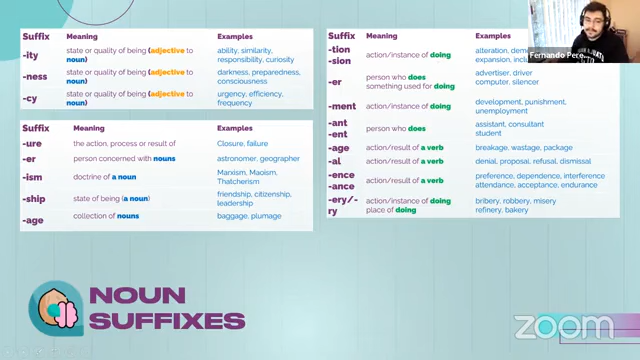 Suffix Meaning Examples
-ity state or quality of being (adjective to noun) ability, similarity, responsibility, curiosity
-ness state or quality of being (adjective to noun) darkness, preparedness, consciousness
-cy state or quality of being (adjective to noun) urgency, efficiency, frequency
Suffix Meaning Examples
-ure the action, process or result of Closure, failure
-er person concerned with nouns astronomer, geographer
-ism doctrine of a noun Marxism, Maoism, Thatcherism
-ship state of being (a noun) friendship, citizenship, leadership
-age collection of nouns baggage, plumage
Suffix Meaning Examples
-tion -sion action/instance of doing alteration, expansion,
-er person who does something used for doing advertiser, driver computer, silencer
-ment action/instance of doing development, punishment, unemployment
-ant -ent person who does assistant, consultant student
-age action/result of a verb breakage, wastage, package
-al action/result of a verb denial, proposal, refusal, dismissal
-ence -ance action/result of a verb preference, dependence, interference attendance, acceptance, endurance
-ery/-ry action/instance of doing place of doing bribery, robbery, misery refinery, bakery
Fernando Pere
NOUN
SUFFIXES
zoom